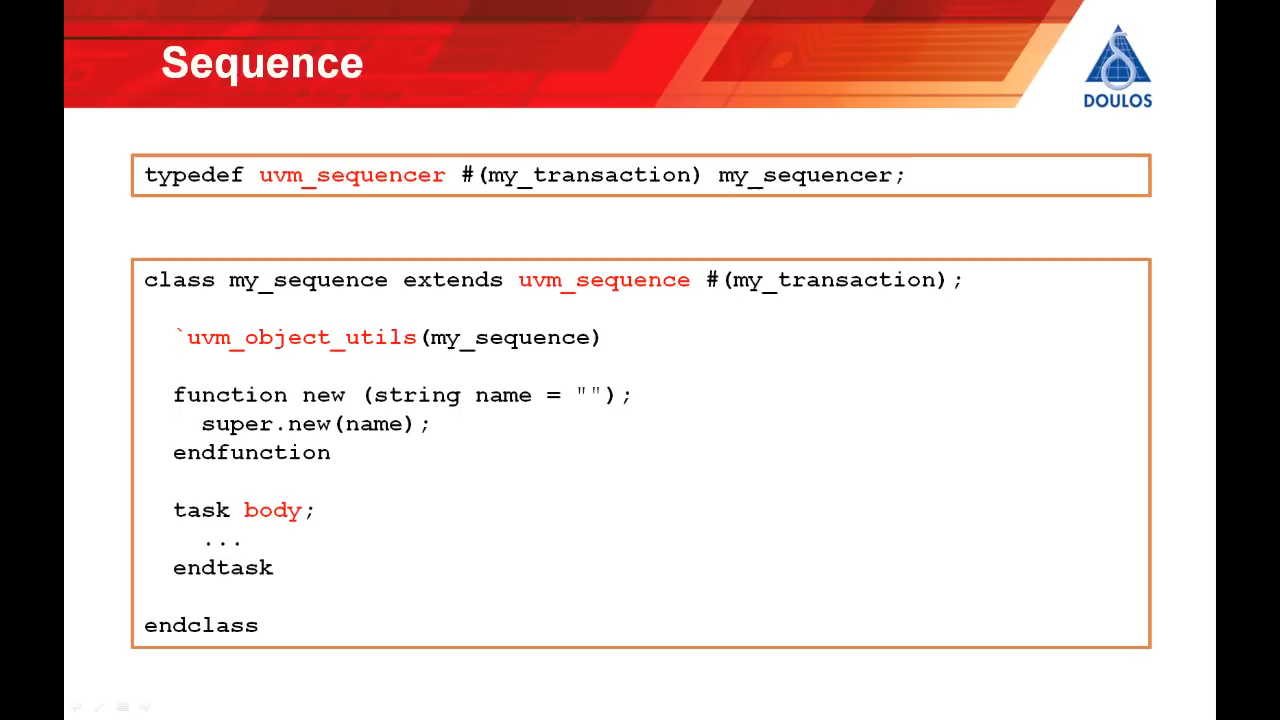 Sequence
DOULOS
typedef uvm_sequencer #(my_transaction) my_sequencer;
class my_sequence extends uvm_sequence #(my_transaction);
`uvm_object_utils(my_sequence)
function new (string name = "");
super.new(name);
endfunction
task body;
...
endtask
endclass